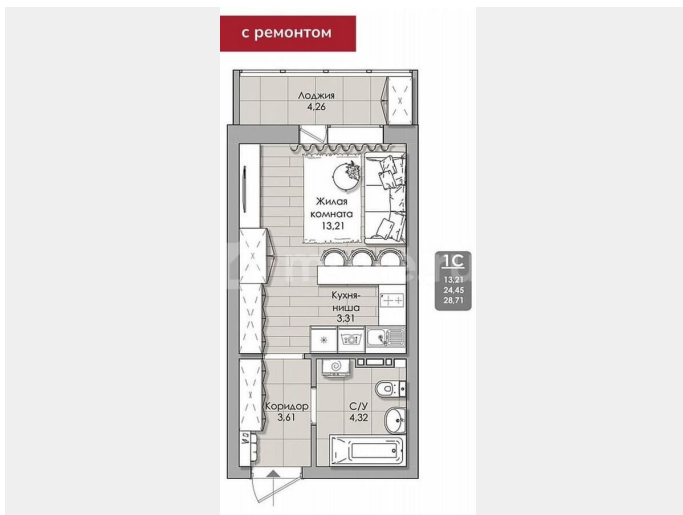 с ремонтом
Лоджия
4,26
Жилая
комната
13,21
1С
13,21
24,45
28,71
Кухня-
ниша
3,31
Коридор
3,61
С/У
4,32